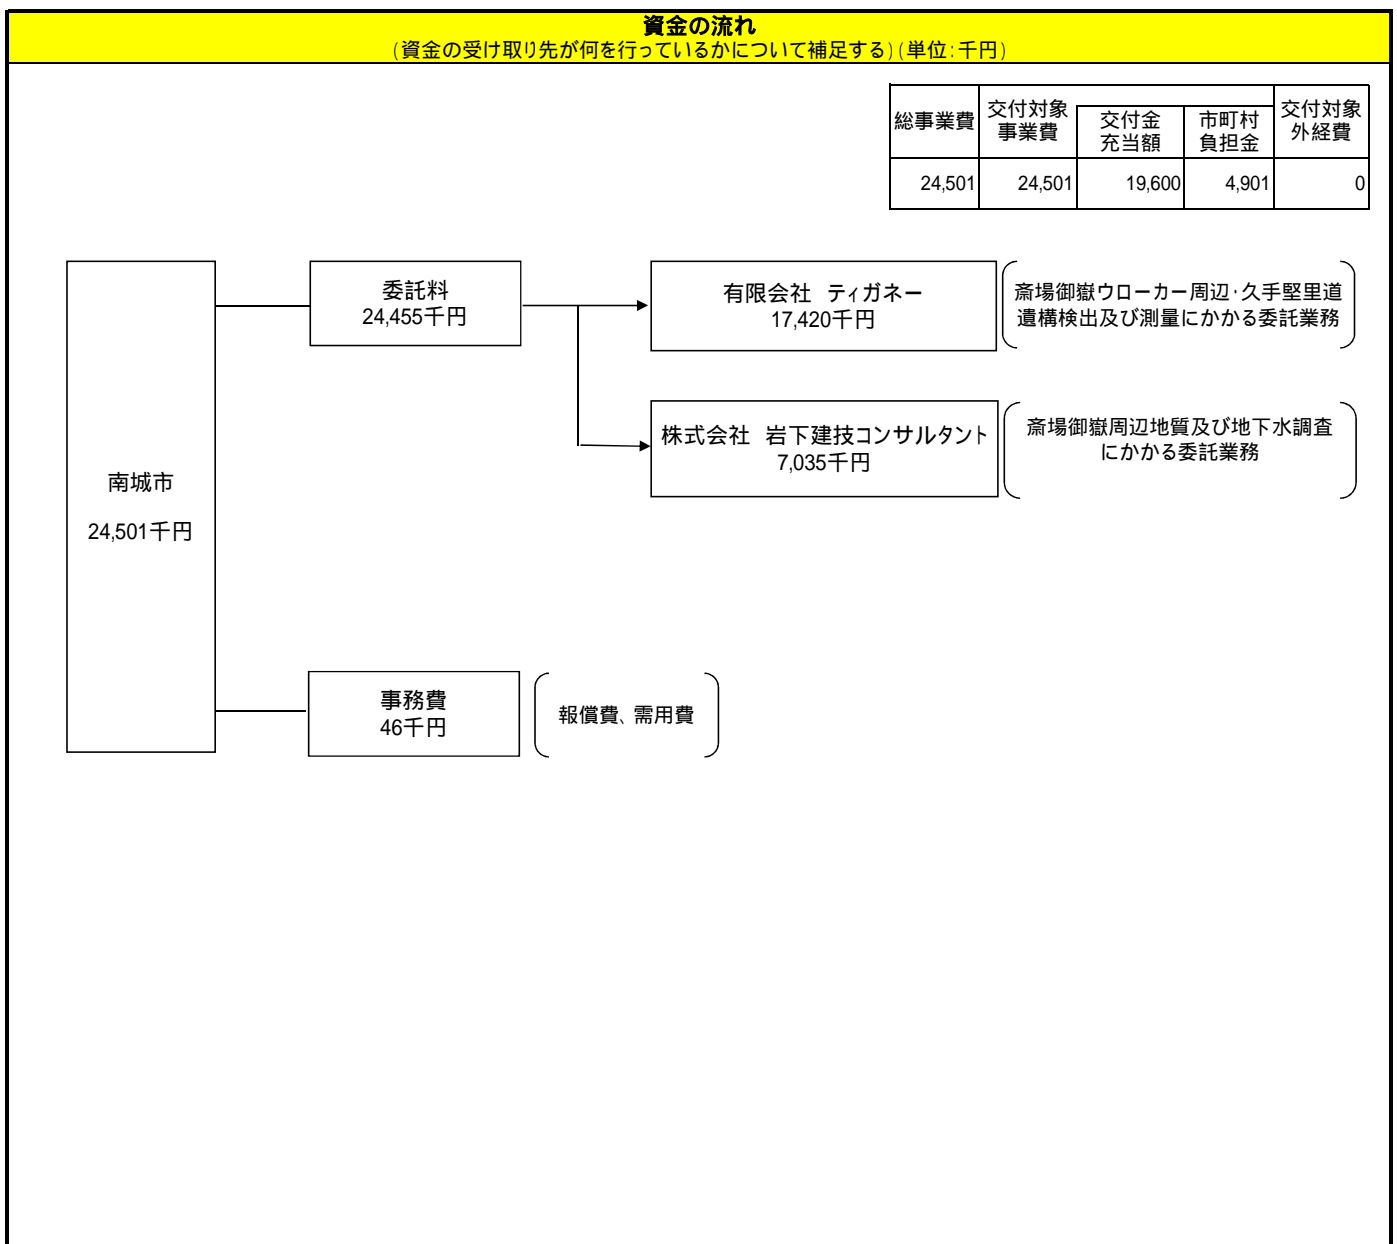 資金の流れ
(資金の受け取り先が何を行っているかについて補足する)(単位:千円)
総事業費
交付対象
事業費
交付金
充当額
市町村
負担金
交付対象
外経費
24,501
24,501
19,600
4,901
0
南城市
24,501千円
委託料
24,455千円
有限会社 ティガネー
17,420千円
斎場御嶽ウローカー周辺・久手堅里道
遺構検出及び測量にかかる委託業務
株式会社 岩下建技コンサルタント
7,035千円
斎場御嶽周辺地質及び地下水調査
にかかる委託業務
事務費
46千円
報償費、需用費